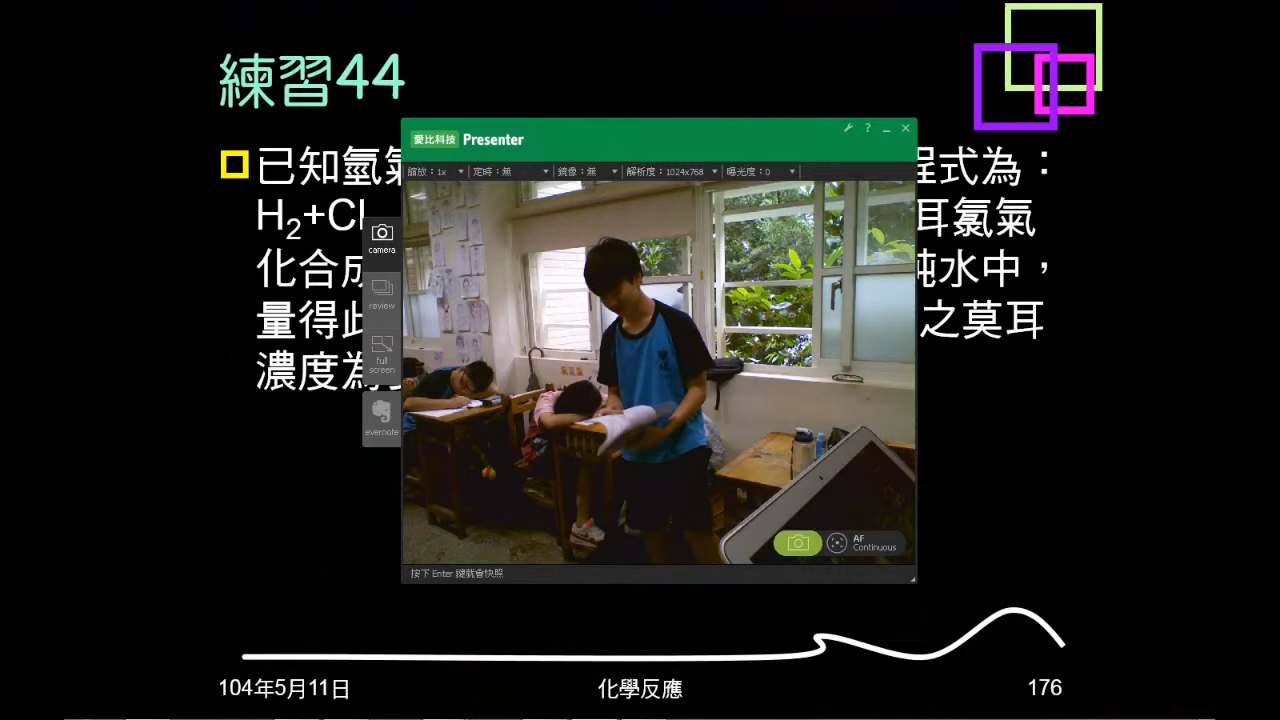 練習44
已知氫氣
程式為：
H₂+Cl
耳氯氣
化合成
純水中，
量得此
之莫耳
濃度為
愛比科技 Presenter
縮放：1x 定時：無 鏡像：無 解析度：1024x768 曝光度：0
camera
review
full
screen
evernote
AF
Continuous
按下 Enter 鍵就會快照
104年5月11日 化學反應 176